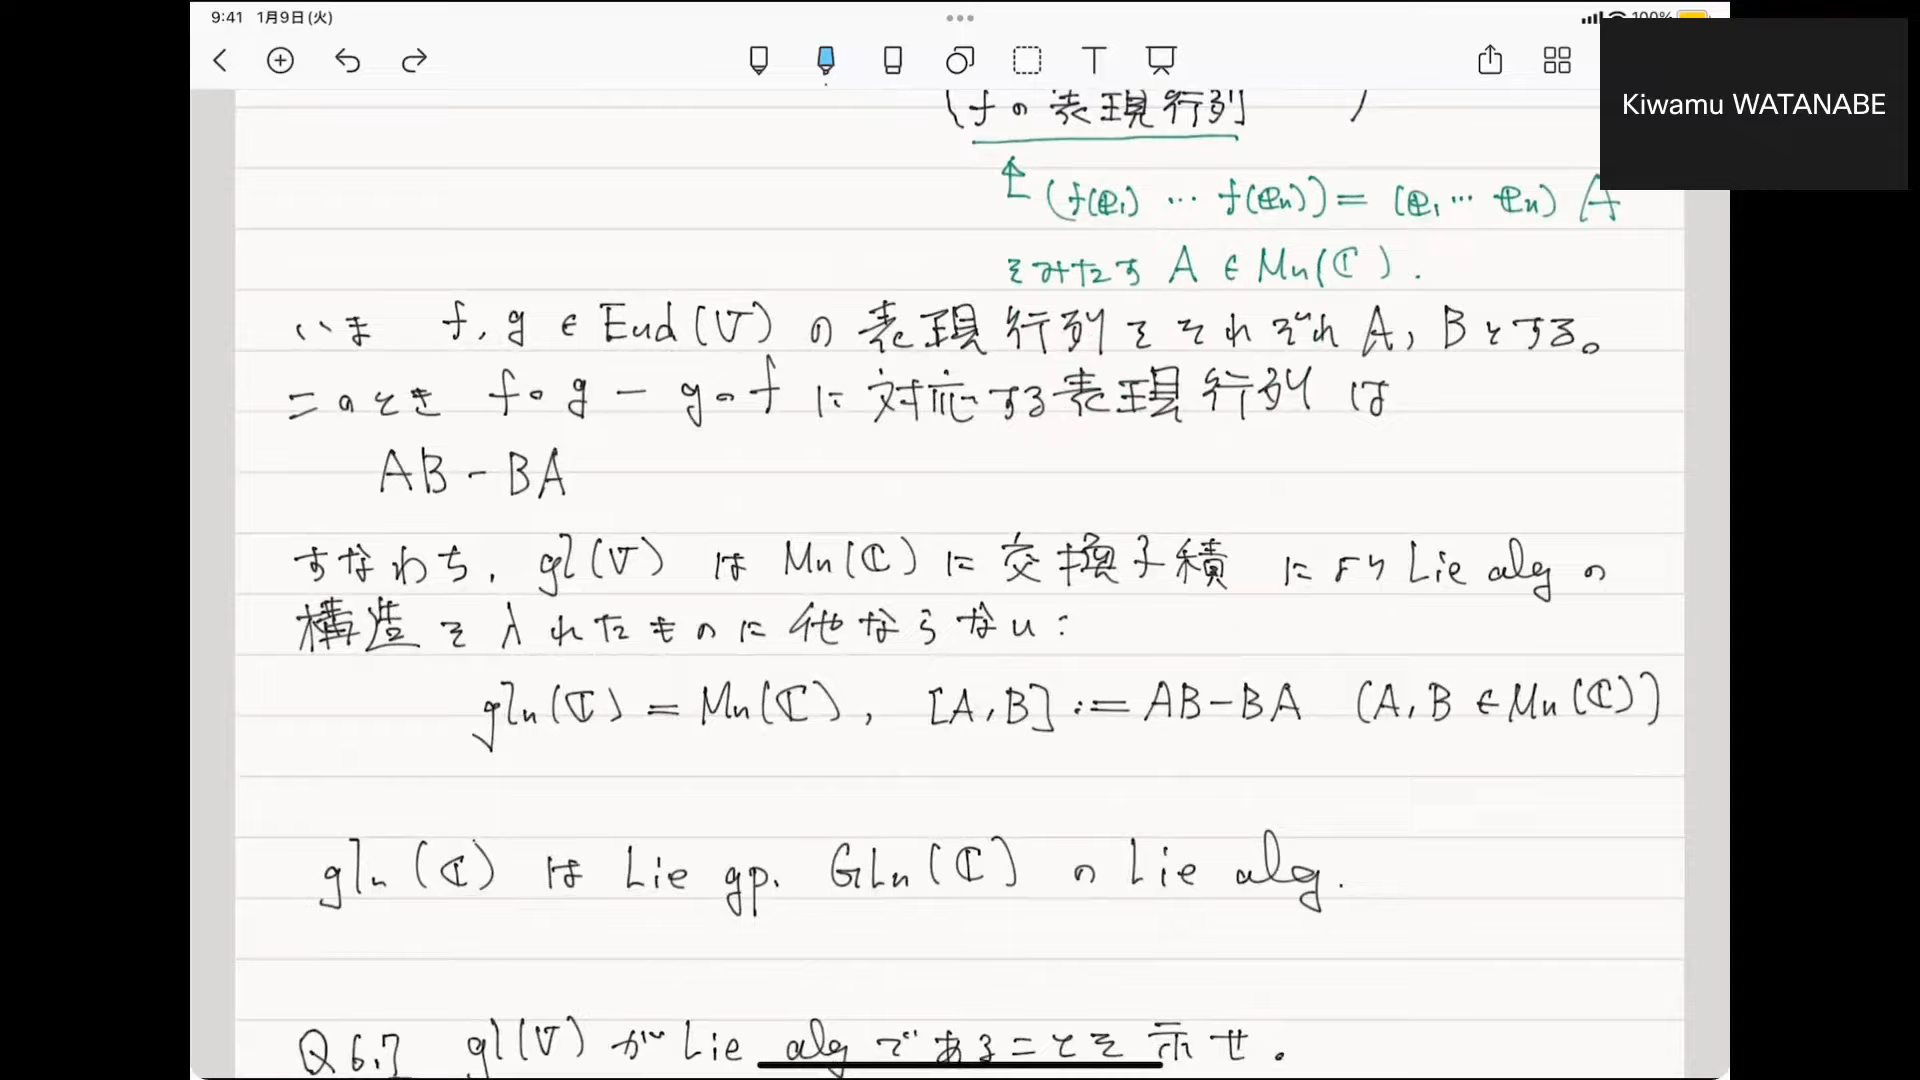 9:41 1月9日(火)
100%
Kiwamu WATANABE
(fの表現行列 )
(f(e₁) … f(eₙ)) = (e₁ … eₙ) A
をみたす A ∈ Mn(ℂ).
いま f, g ∈ End(V) の表現行列をそれぞれ A, B とする。
このとき f∘g − g∘f に対応する表現行列は
AB − BA
すなわち, gl(V) は Mn(ℂ) に交換子積により Lie alg の
構造を入れたものに他ならない:
gln(ℂ) = Mn(ℂ), [A, B] := AB − BA (A, B ∈ Mn(ℂ))
gln(ℂ) は Lie gp. GLn(ℂ) の Lie alg.
Q 6.7 gl(V) が Lie alg であることを示せ.